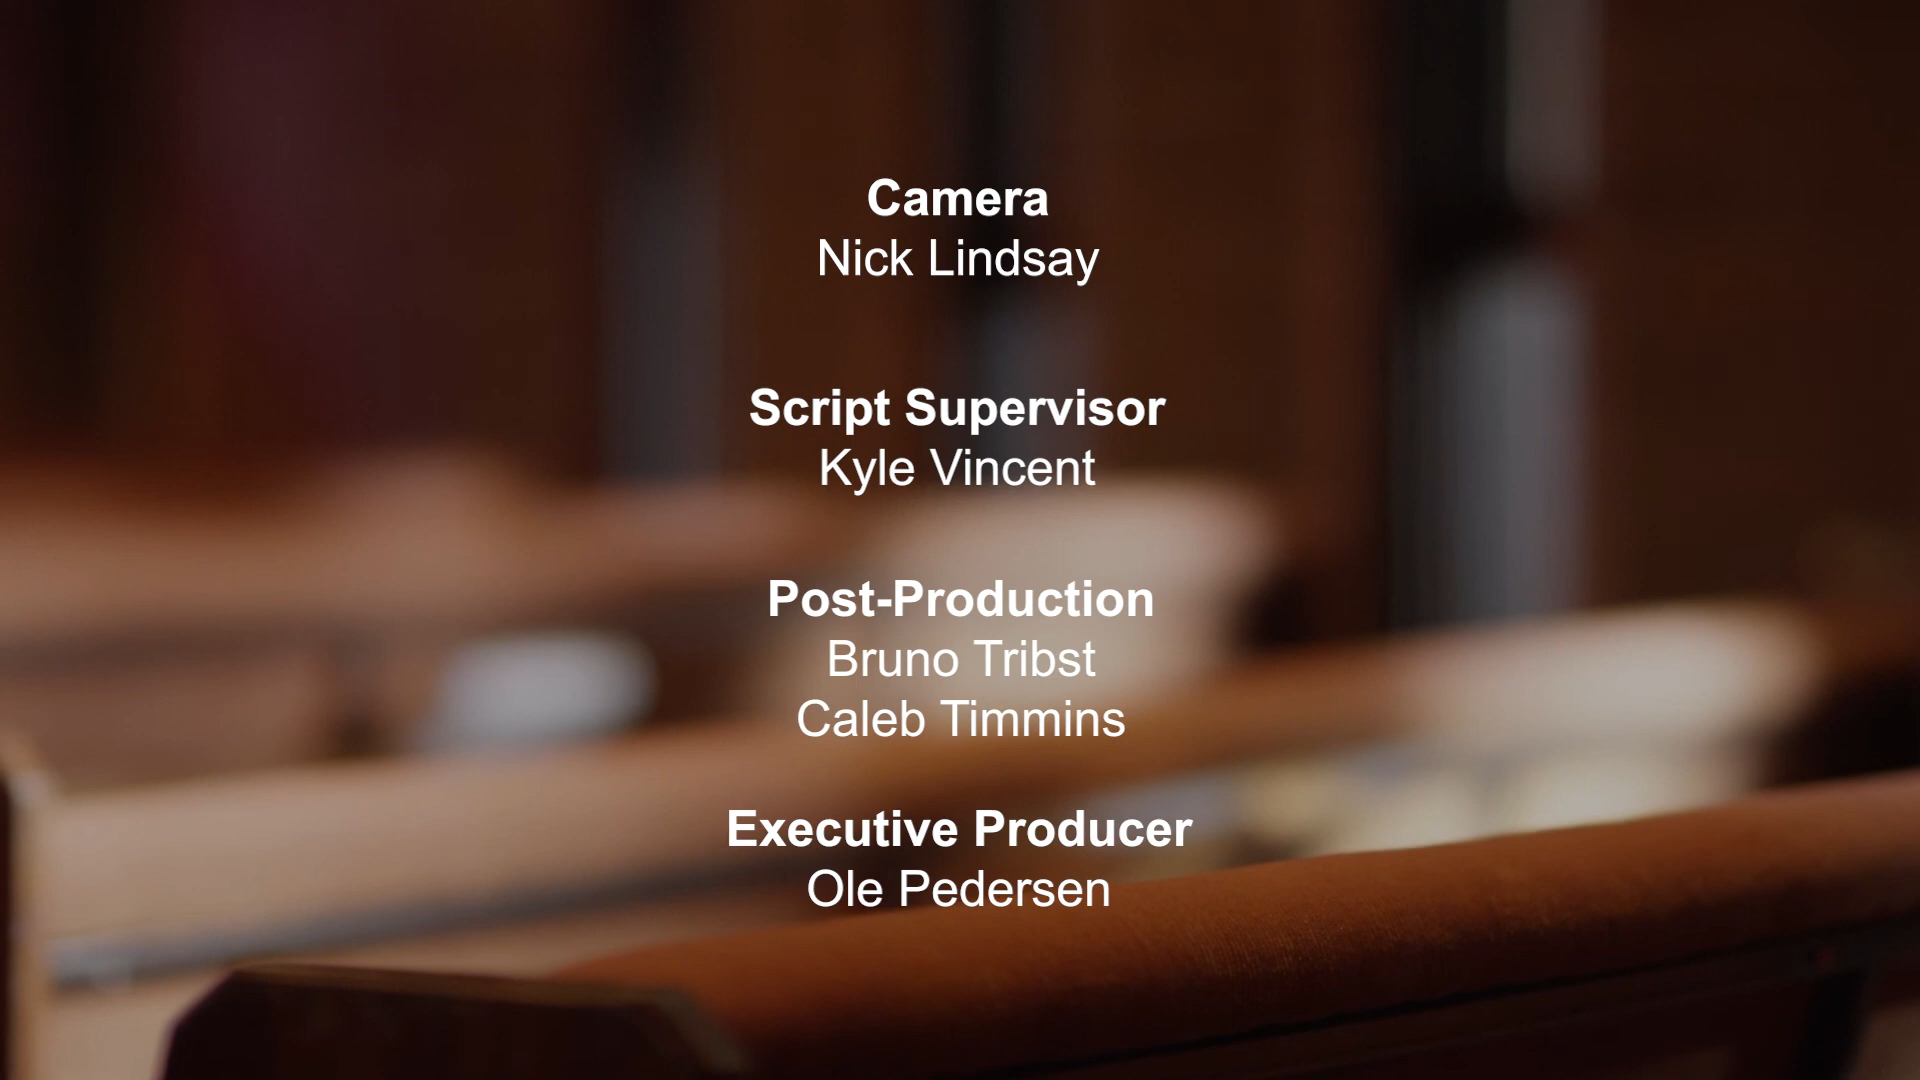 Camera
Nick Lindsay
Script Supervisor
Kyle Vincent
Post-Production
Bruno Tribst
Caleb Timmins
Executive Producer
Ole Pedersen